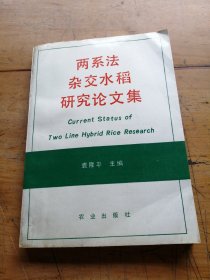 两系法
杂交水稻
研究论文集
Current Status of
Two Line Hybrid Rice Research
袁隆平 主编
农业出版社